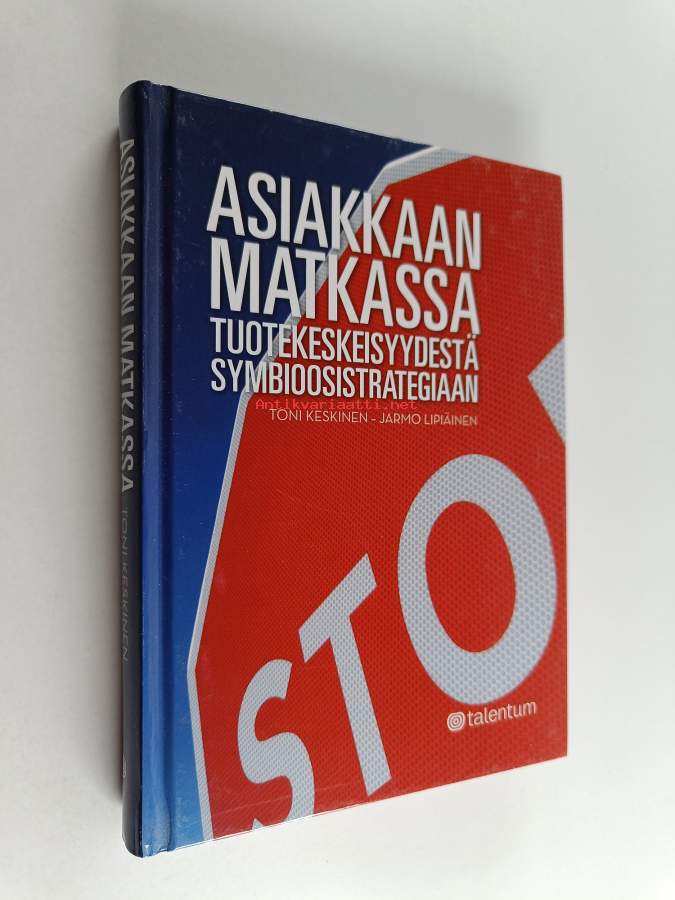 ASIAKKAAN MATKASSA
TONI KESKINEN
ASIAKKAAN
MATKASSA
TUOTEKESKEISYYDESTÄ
SYMBIOOSISTRATEGIAAN
Antikvariaatti.net
TONI KESKINEN – JARMO LIPIÄINEN
STO
talentum